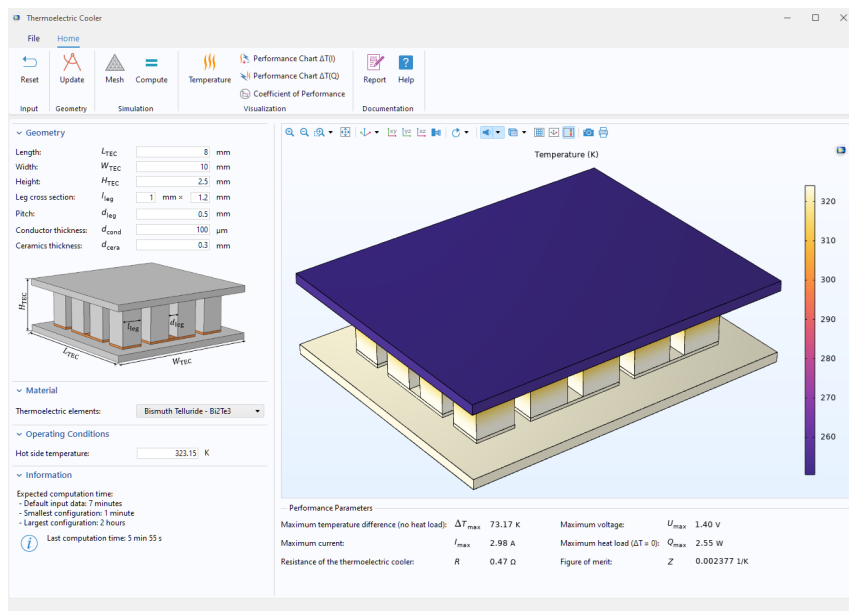 Thermoelectric Cooler
File Home
Reset Update Mesh Compute Temperature Performance Chart ΔT(I) Report Help
Performance Chart ΔT(Q)
Coefficient of Performance
Input Geometry Simulation Visualization Documentation
Geometry
Length: L_TEC 8 mm
Width: W_TEC 10 mm
Height: H_TEC 2.5 mm
Leg cross section: l_leg 1 mm × 1.2 mm
Pitch: d_leg 0.5 mm
Conductor thickness: d_cond 100 µm
Ceramics thickness: d_cera 0.3 mm
H_TEC
l_leg d_leg
L_TEC W_TEC
Material
Thermoelectric elements: Bismuth Telluride - Bi2Te3
Operating Conditions
Hot side temperature: 323.15 K
Information
Expected computation time:
- Default input data: 7 minutes
- Smallest configuration: 1 minute
- Largest configuration: 2 hours
i Last computation time: 5 min 55 s
xy yz xz
Temperature (K)
320
310
300
290
280
270
260
Performance Parameters
Maximum temperature difference (no heat load): ΔT_max 73.17 K Maximum voltage: U_max 1.40 V
Maximum current: I_max 2.98 A Maximum heat load (ΔT = 0): Q_max 2.55 W
Resistance of the thermoelectric cooler: R 0.47 Ω Figure of merit: Z 0.002377 1/K